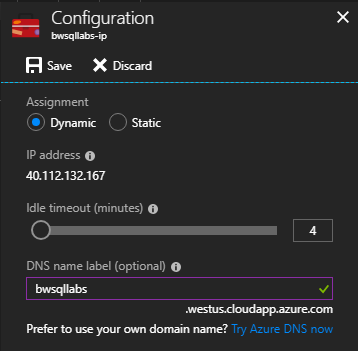 Configuration
bwsqllabs-ip
Save Discard
Assignment
Dynamic Static
IP address
40.112.132.167
Idle timeout (minutes)
4
DNS name label (optional)
bwsqllabs
.westus.cloudapp.azure.com
Prefer to use your own domain name? Try Azure DNS now